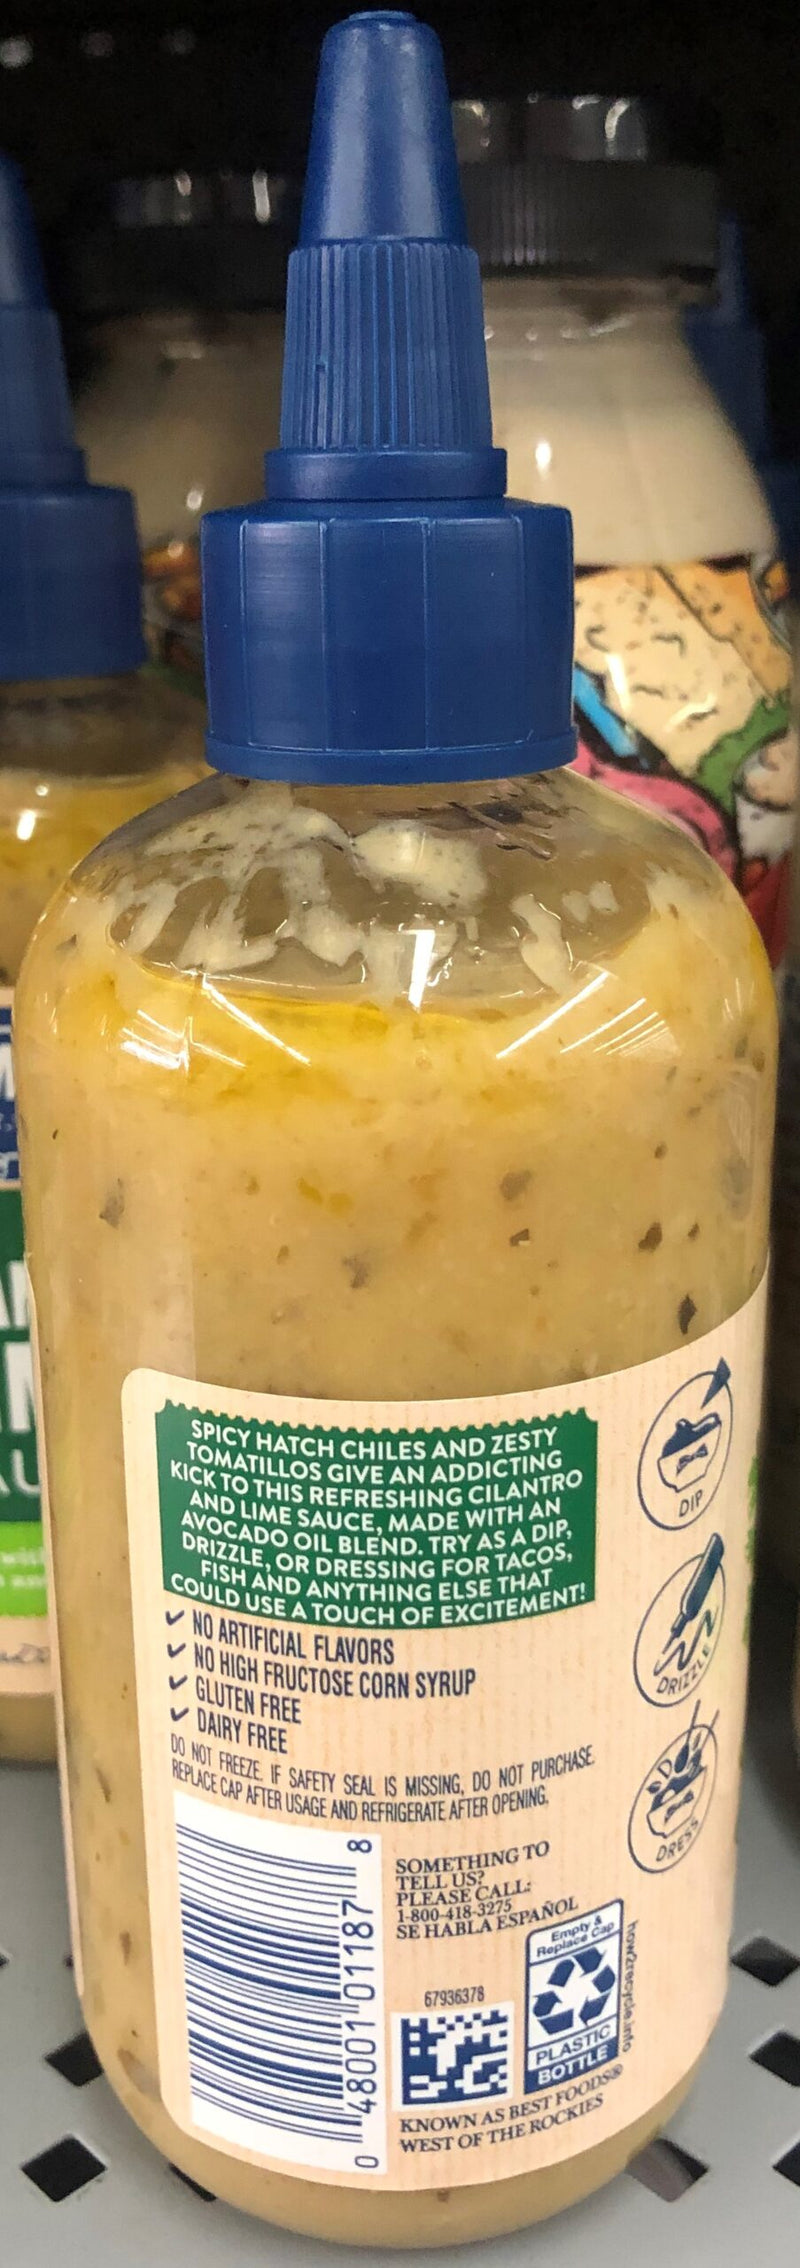 SPICY HATCH CHILES AND ZESTY
TOMATILLOS GIVE AN ADDICTING
KICK TO THIS REFRESHING CILANTRO
AND LIME SAUCE, MADE WITH AN
AVOCADO OIL BLEND. TRY AS A DIP,
DRIZZLE, OR DRESSING FOR TACOS,
FISH AND ANYTHING ELSE THAT
COULD USE A TOUCH OF EXCITEMENT!
NO ARTIFICIAL FLAVORS
NO HIGH FRUCTOSE CORN SYRUP
GLUTEN FREE
DAIRY FREE
DO NOT FREEZE. IF SAFETY SEAL IS MISSING, DO NOT PURCHASE.
REPLACE CAP AFTER USAGE AND REFRIGERATE AFTER OPENING.
DIP
DRIZZLE
DRESS
0 48001 01187 8
SOMETHING TO
TELL US?
PLEASE CALL:
1-800-418-3275
SE HABLA ESPAÑOL
67936378
Empty &
Replace Cap
PLASTIC
BOTTLE
how2recycle.info
KNOWN AS BEST FOODS®
WEST OF THE ROCKIES